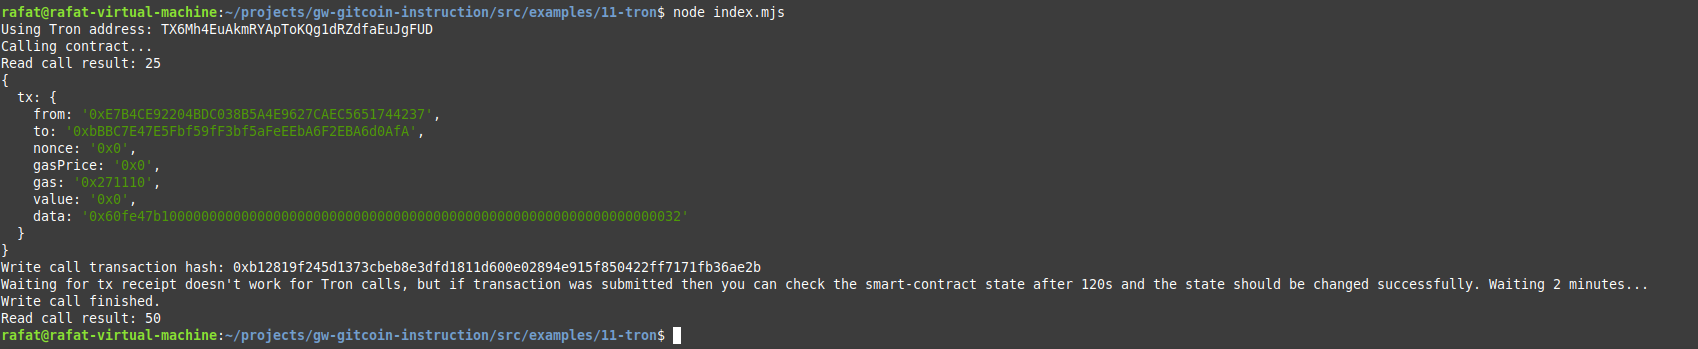 rafat@rafat-virtual-machine:~/projects/gw-gitcoin-instruction/src/examples/11-tron$ node index.mjs
Using Tron address: TX6Mh4EuAkmRYApToKQg1dRZdfaEuJgFUD
Calling contract...
Read call result: 25
{
  tx: {
    from: '0xE7B4CE92204BDC038B5A4E9627CAEC5651744237',
    to: '0xbBBC7E47E5Fbf59fF3bf5aFeEEbA6F2EBA6d0AfA',
    nonce: '0x0',
    gasPrice: '0x0',
    gas: '0x271110',
    value: '0x0',
    data: '0x60fe47b10000000000000000000000000000000000000000000000000000000000000032'
  }
}
Write call transaction hash: 0xb12819f245d1373cbeb8e3dfd1811d600e02894e915f850422ff7171fb36ae2b
Waiting for tx receipt doesn't work for Tron calls, but if transaction was submitted then you can check the smart-contract state after 120s and the state should be changed successfully. Waiting 2 minutes...
Write call finished.
Read call result: 50
rafat@rafat-virtual-machine:~/projects/gw-gitcoin-instruction/src/examples/11-tron$